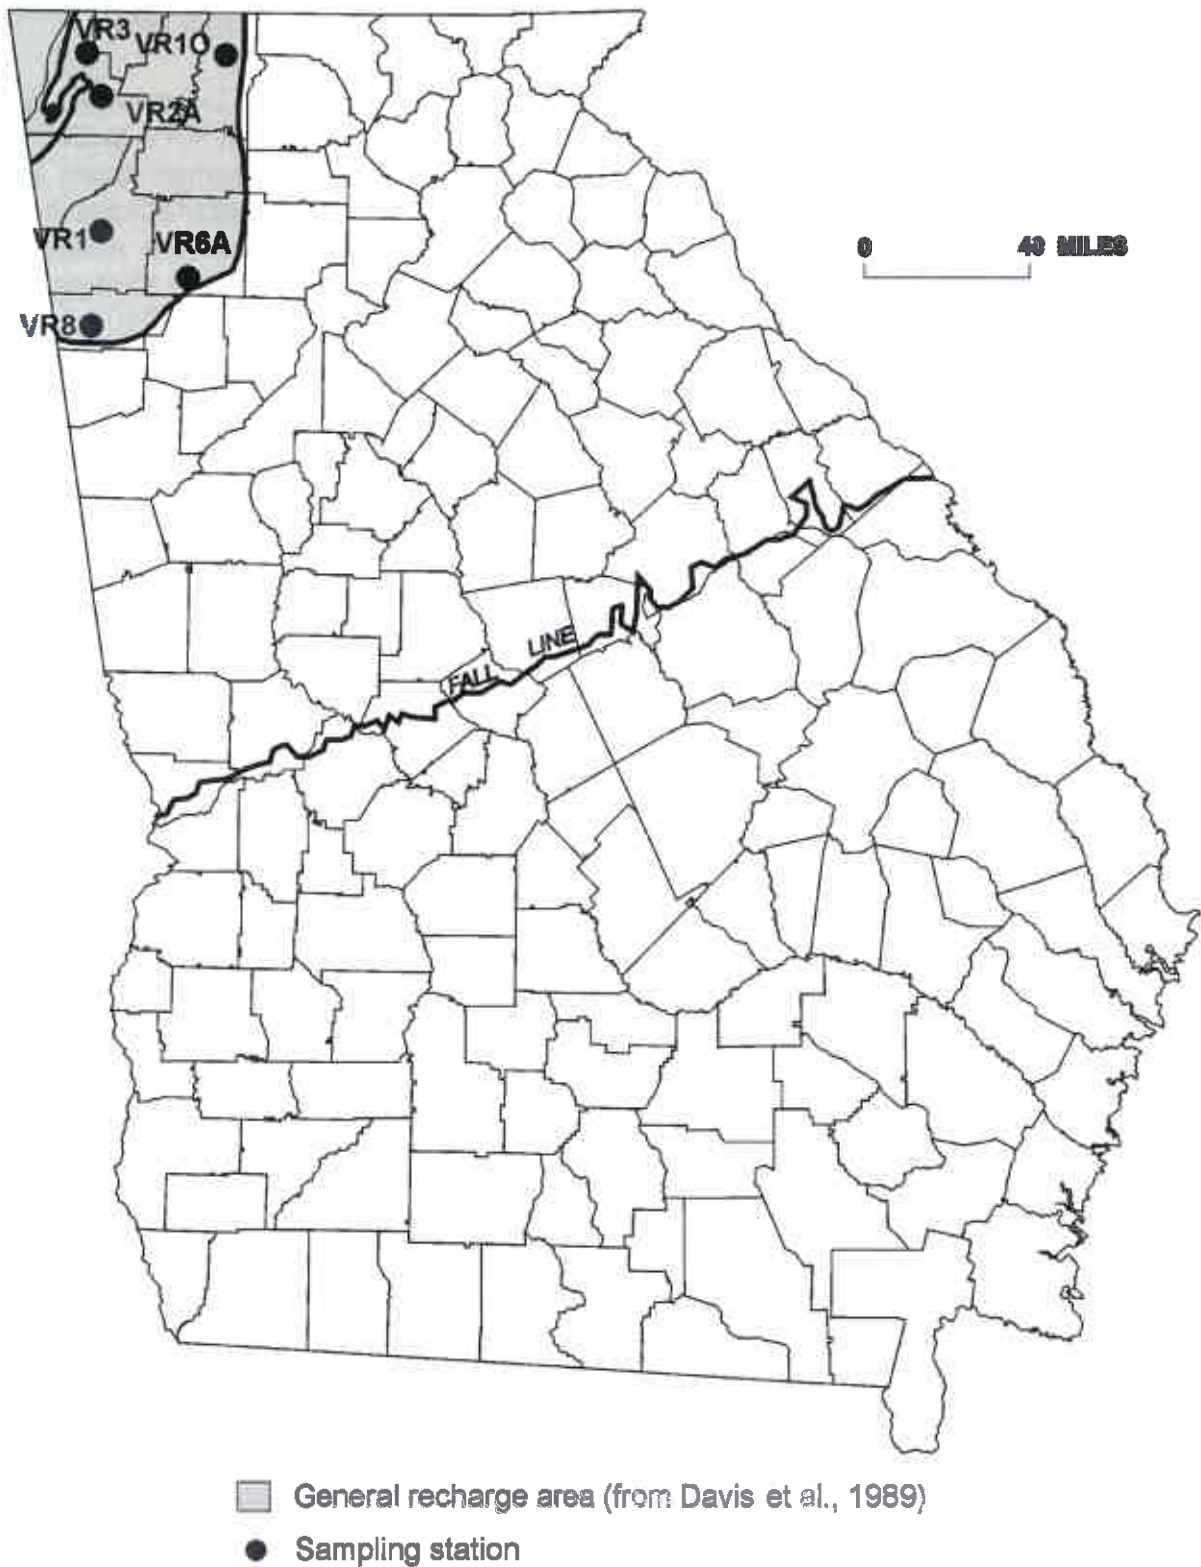 VR3 VR10
VR2A
VR1 VR6A
0 40 MILES
VR8
LINE
FALL
General recharge area (from Davis et al., 1989)
Sampling station